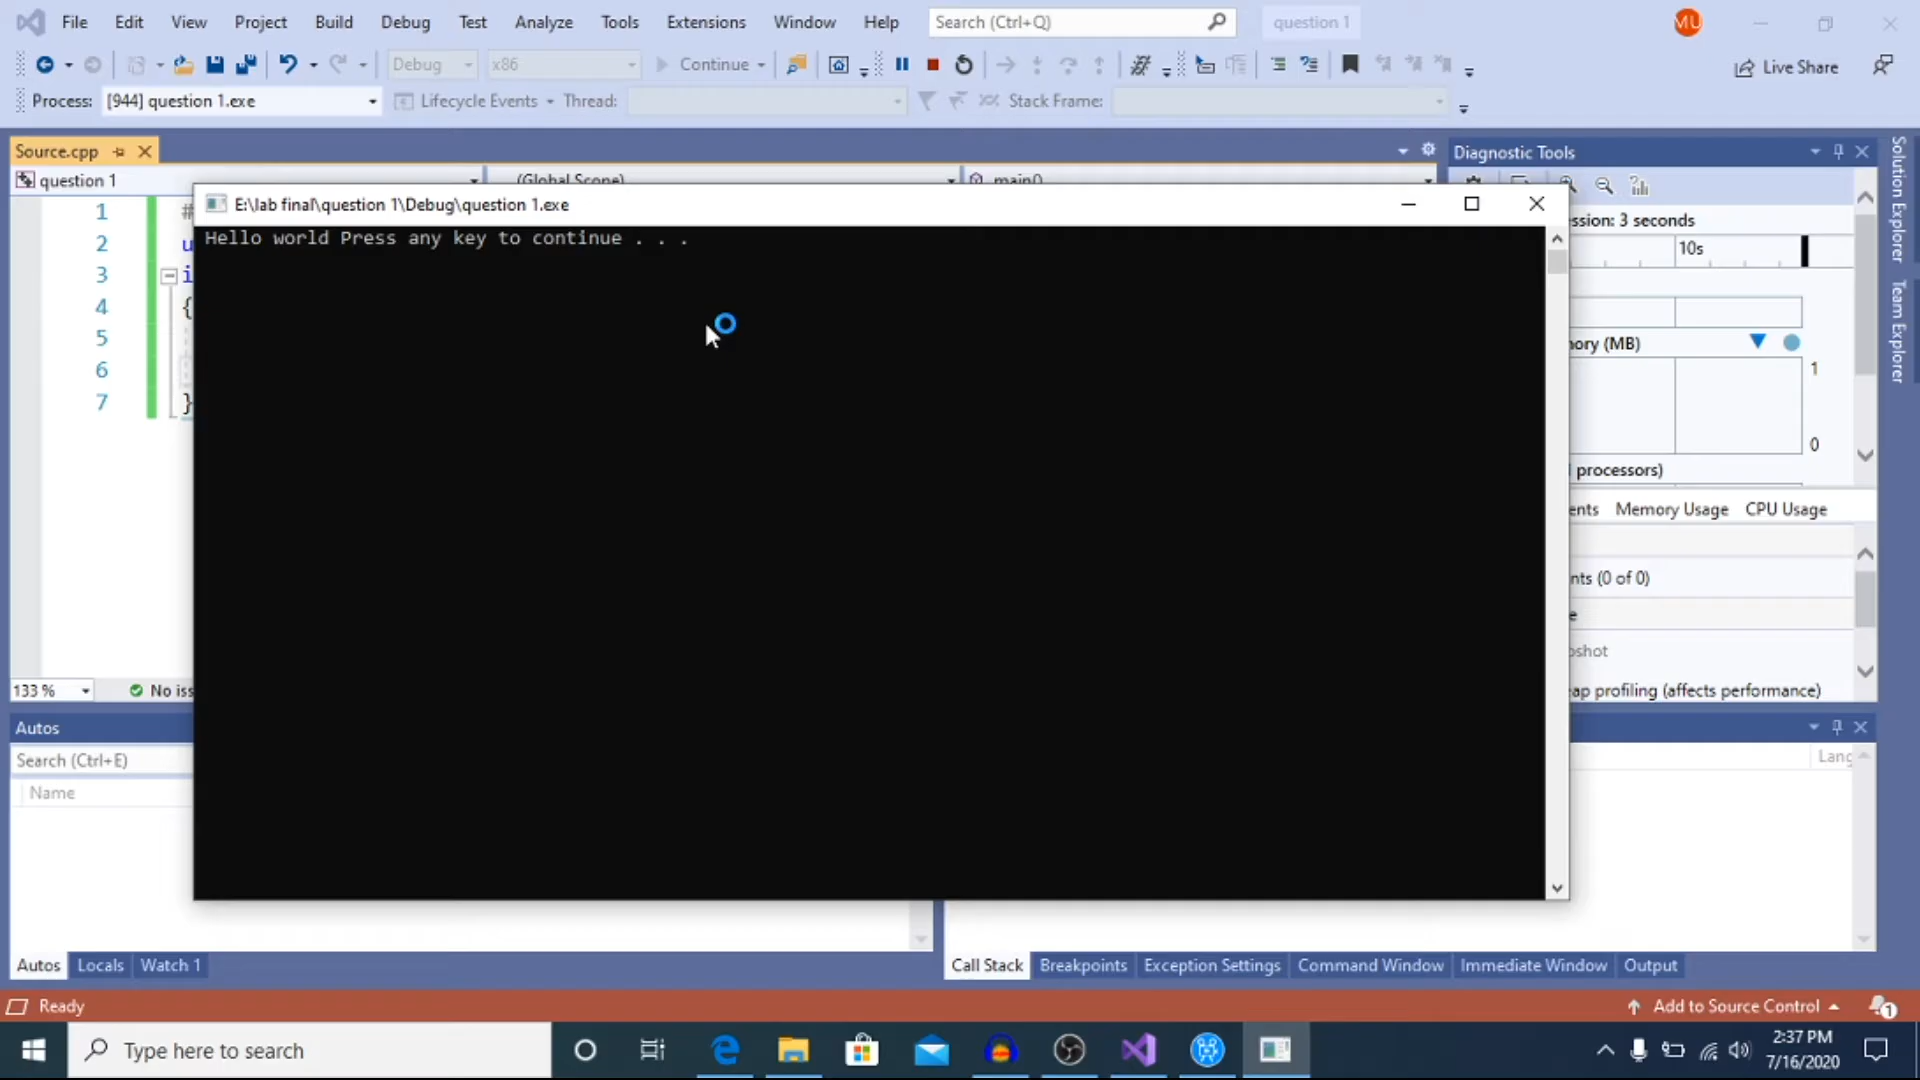 File Edit View Project Build Debug Test Analyze Tools Extensions Window Help Search (Ctrl+Q) question 1 MU
Debug x86 Continue Live Share
Process: [944] question 1.exe Lifecycle Events Thread: Stack Frame:
Source.cpp Diagnostic Tools
question 1 (Global Scope) main()
E:\lab final\question 1\Debug\question 1.exe
Hello world Press any key to continue . . .
1 #
2 u
3 i
4 {
5
6
7 }
ssion: 3 seconds
10s
ory (MB)
1
0
processors)
ents Memory Usage CPU Usage
nts (0 of 0)
e
shot
ap profiling (affects performance)
Solution Explorer
Team Explorer
133 % No iss
Autos
Search (Ctrl+E)
Name
Lang
Autos Locals Watch 1
Call Stack Breakpoints Exception Settings Command Window Immediate Window Output
Ready Add to Source Control 1
Type here to search
2:37 PM
7/16/2020